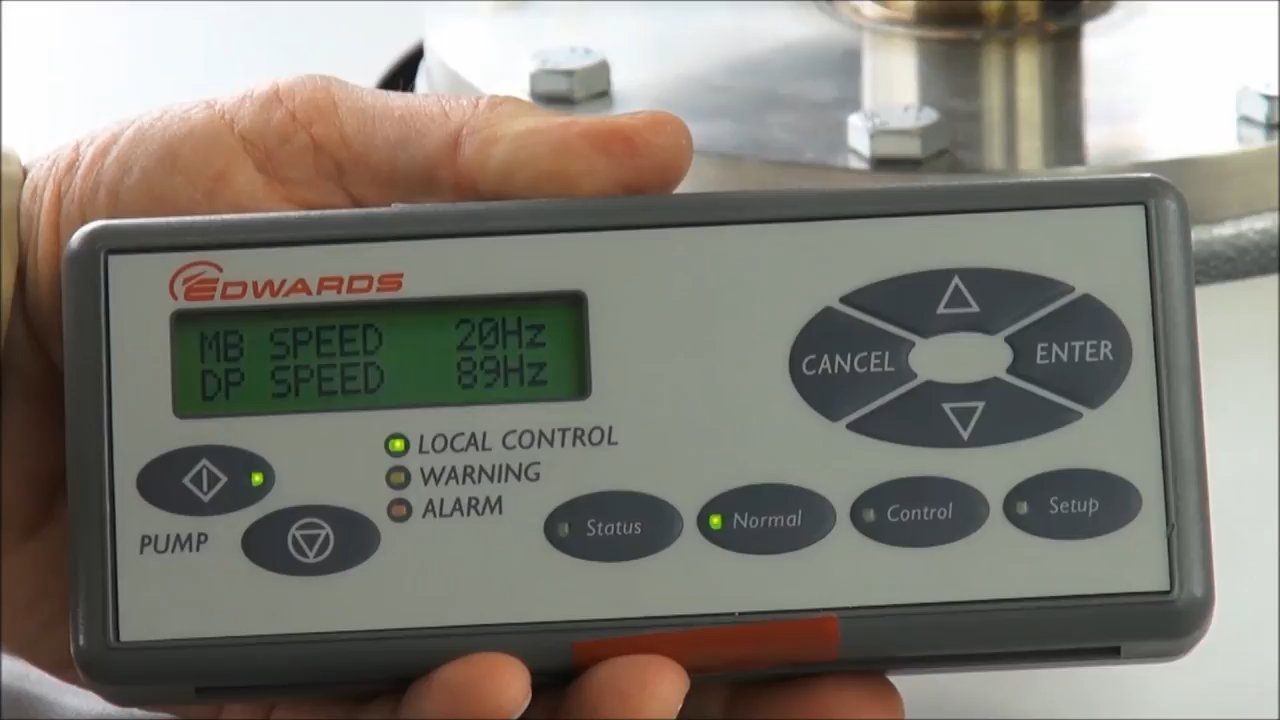 EDWARDS
MB SPEED 20Hz
DP SPEED 89Hz
LOCAL CONTROL
WARNING
ALARM
PUMP
CANCEL
ENTER
Status
Normal
Control
Setup